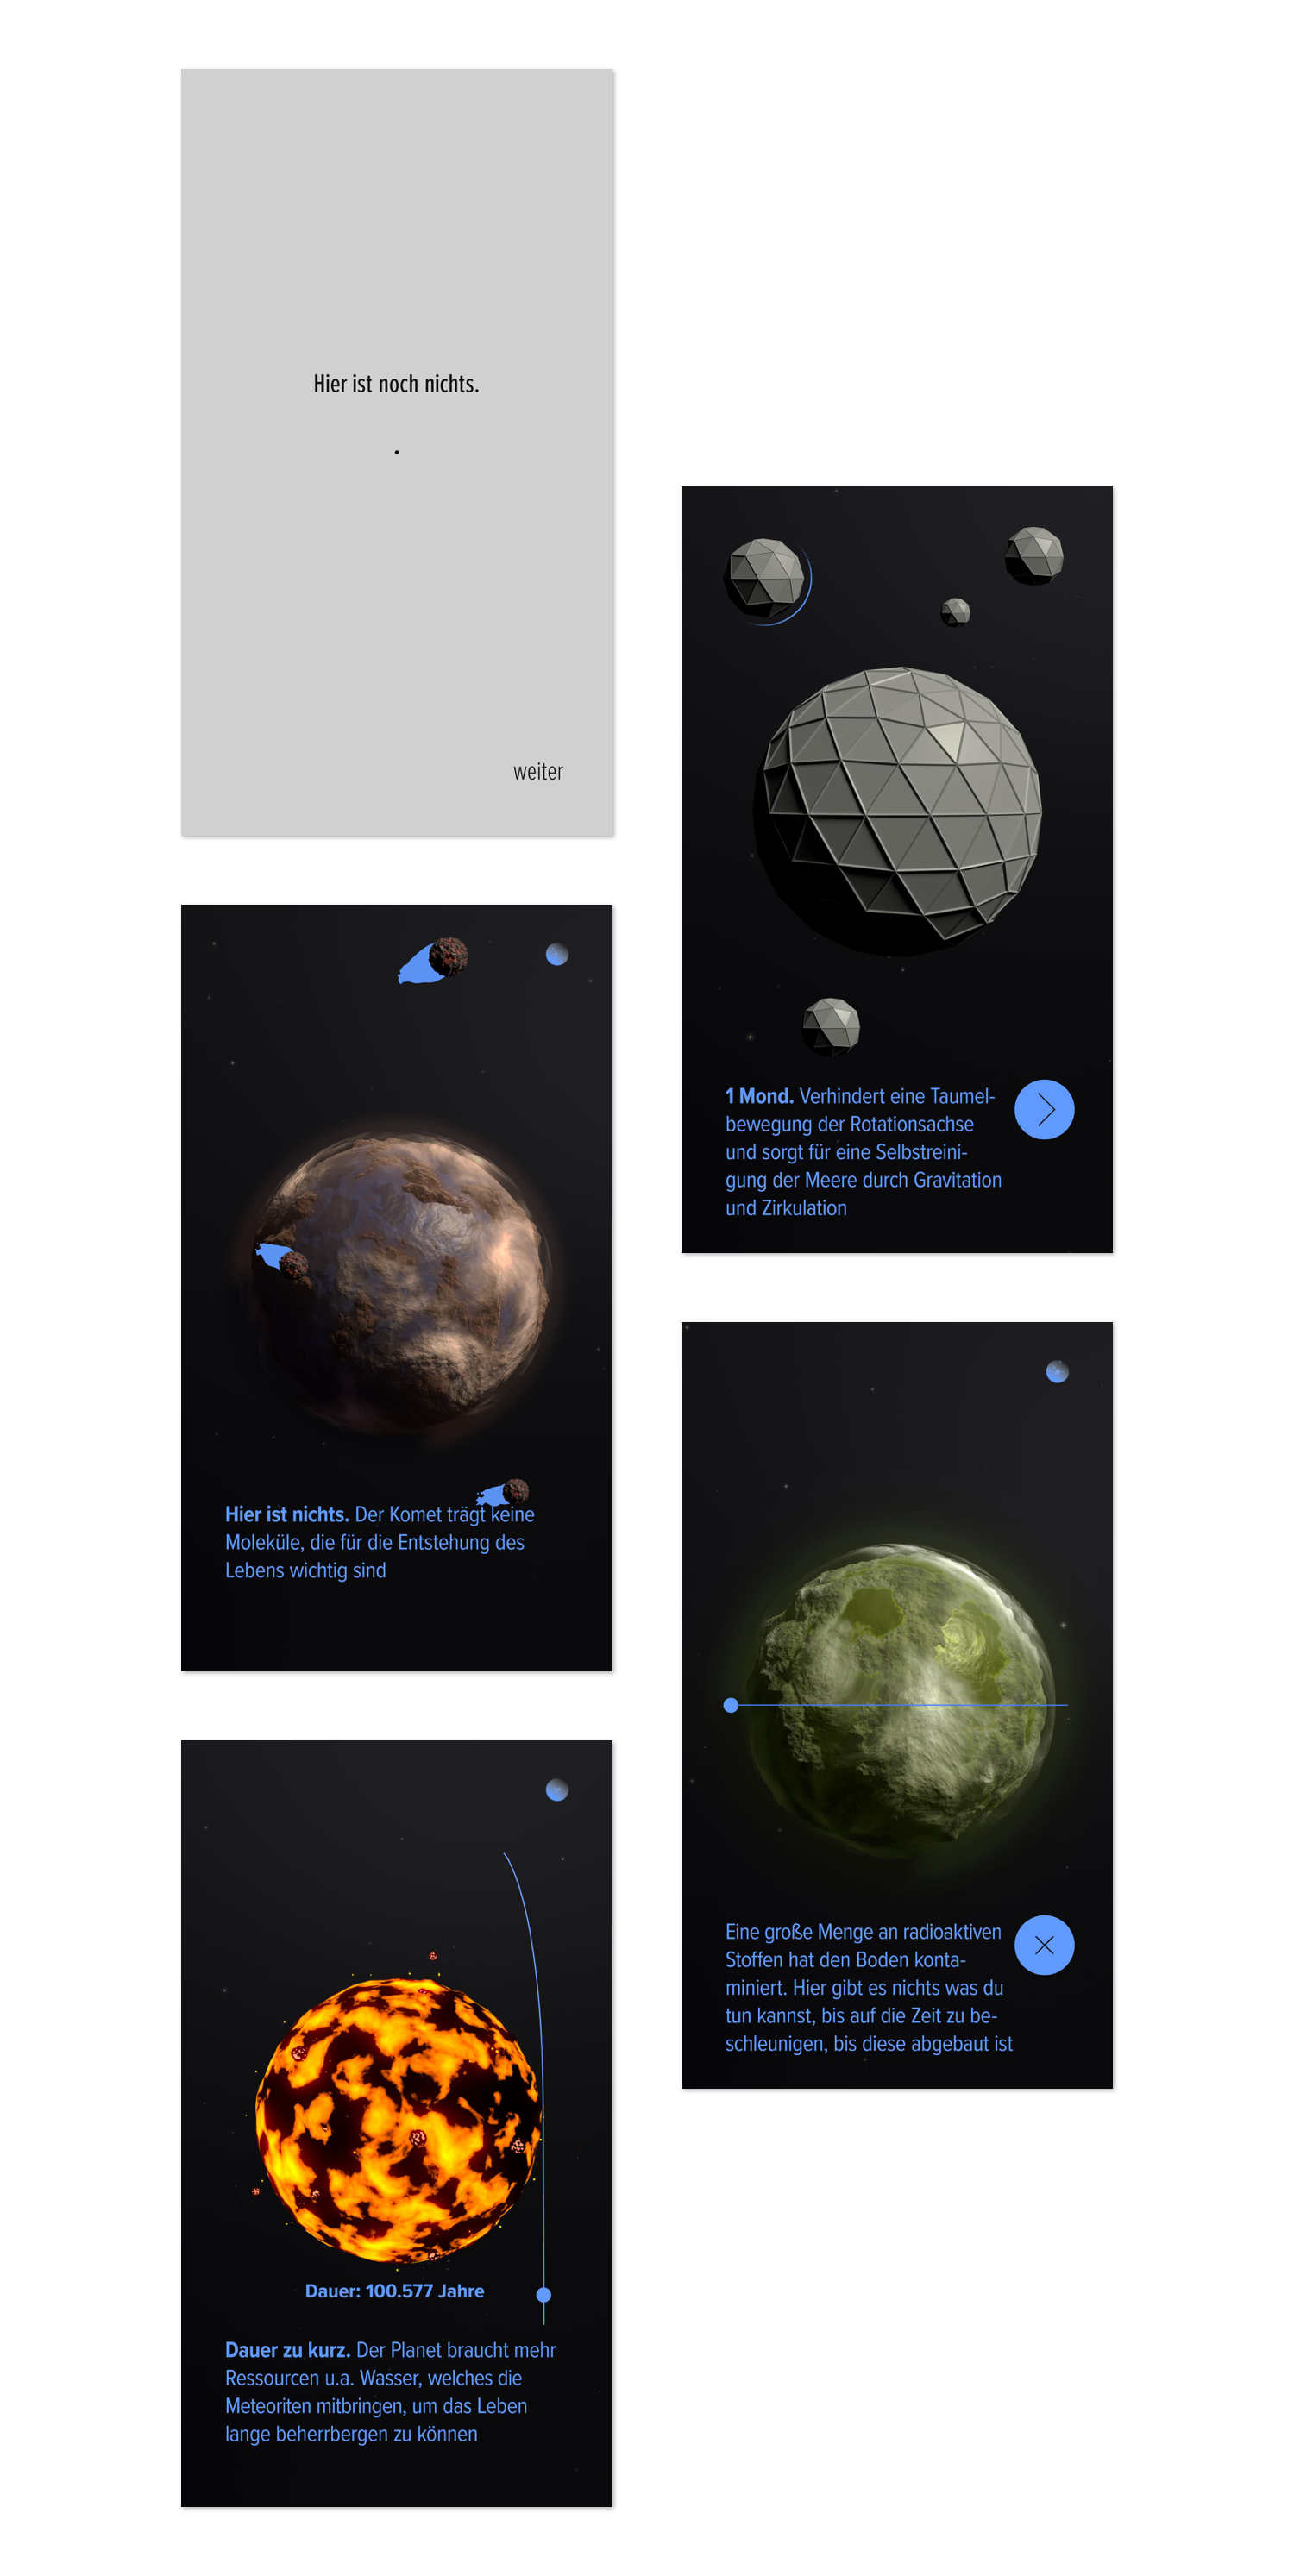 Hier ist noch nichts.
weiter
1 Mond. Verhindert eine Taumel-
bewegung der Rotationsachse
und sorgt für eine Selbstreini-
gung der Meere durch Gravitation
und Zirkulation
Hier ist nichts. Der Komet trägt keine
Moleküle, die für die Entstehung des
Lebens wichtig sind
Eine große Menge an radioaktiven
Stoffen hat den Boden konta-
miniert. Hier gibt es nichts was du
tun kannst, bis auf die Zeit zu be-
schleunigen, bis diese abgebaut ist
Dauer: 100.577 Jahre
Dauer zu kurz. Der Planet braucht mehr
Ressourcen u.a. Wasser, welches die
Meteoriten mitbringen, um das Leben
lange beherrbergen zu können